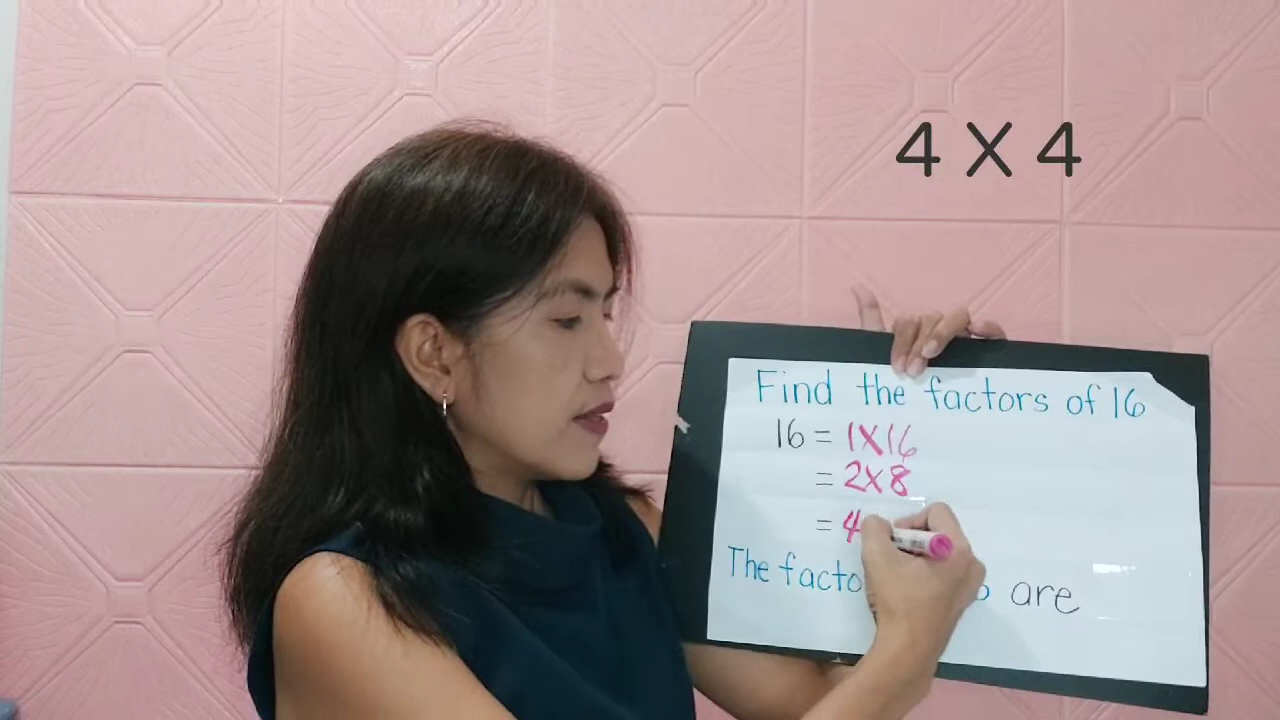 4 X 4
Find the factors of 16
16 = 1X16
= 2X8
= 4
The facto are